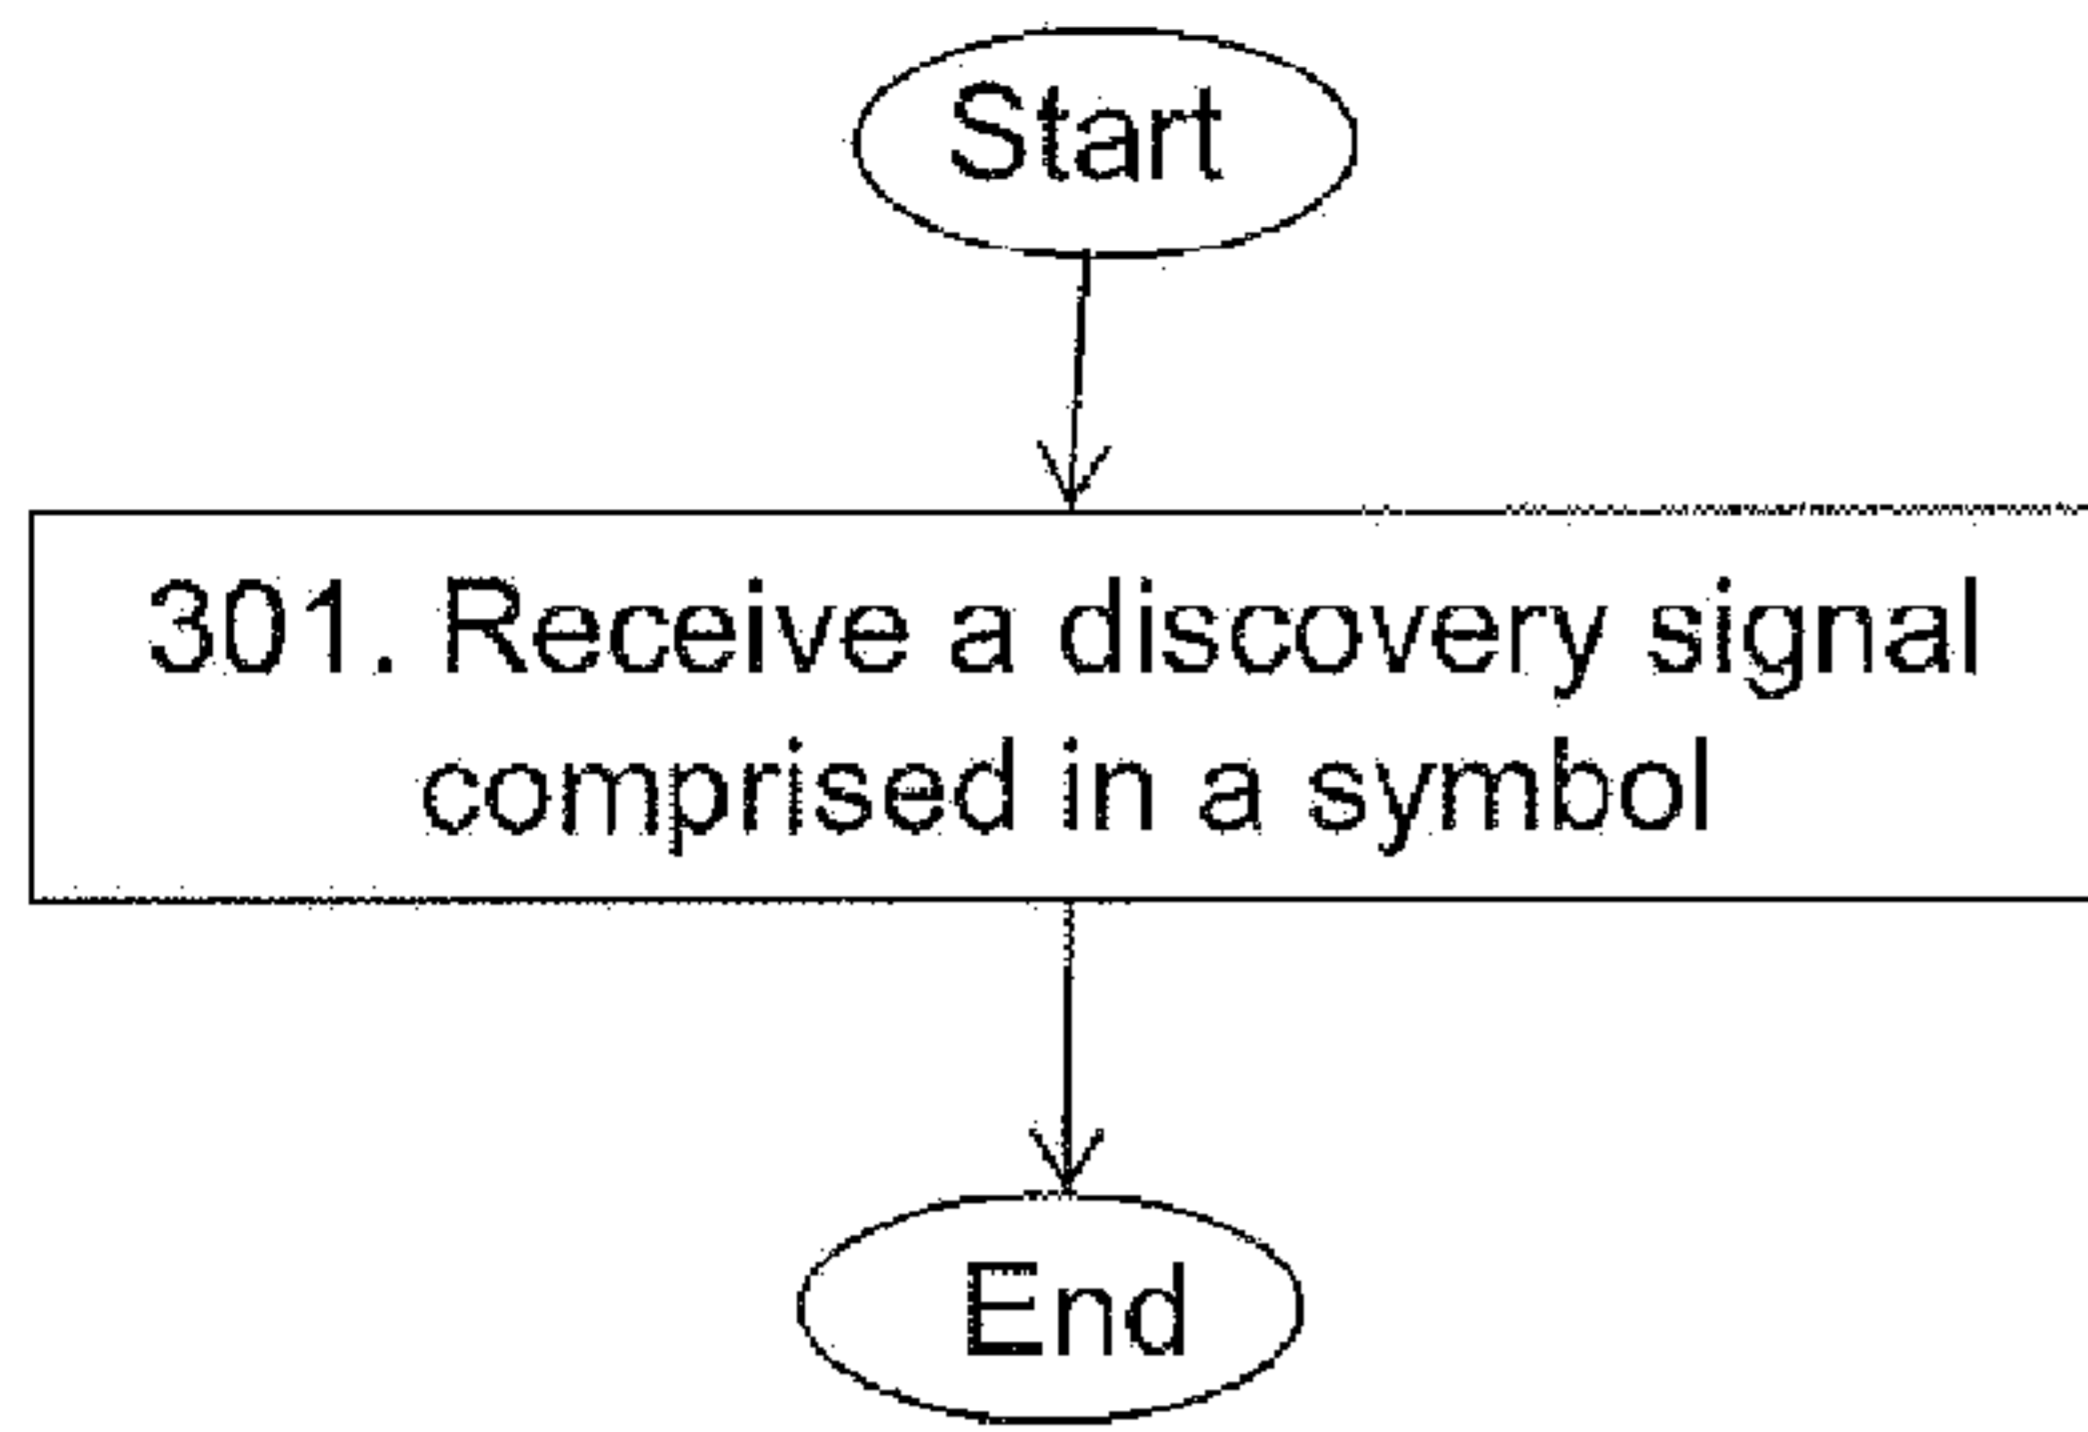 Start
301. Receive a discovery signal
comprised in a symbol
End